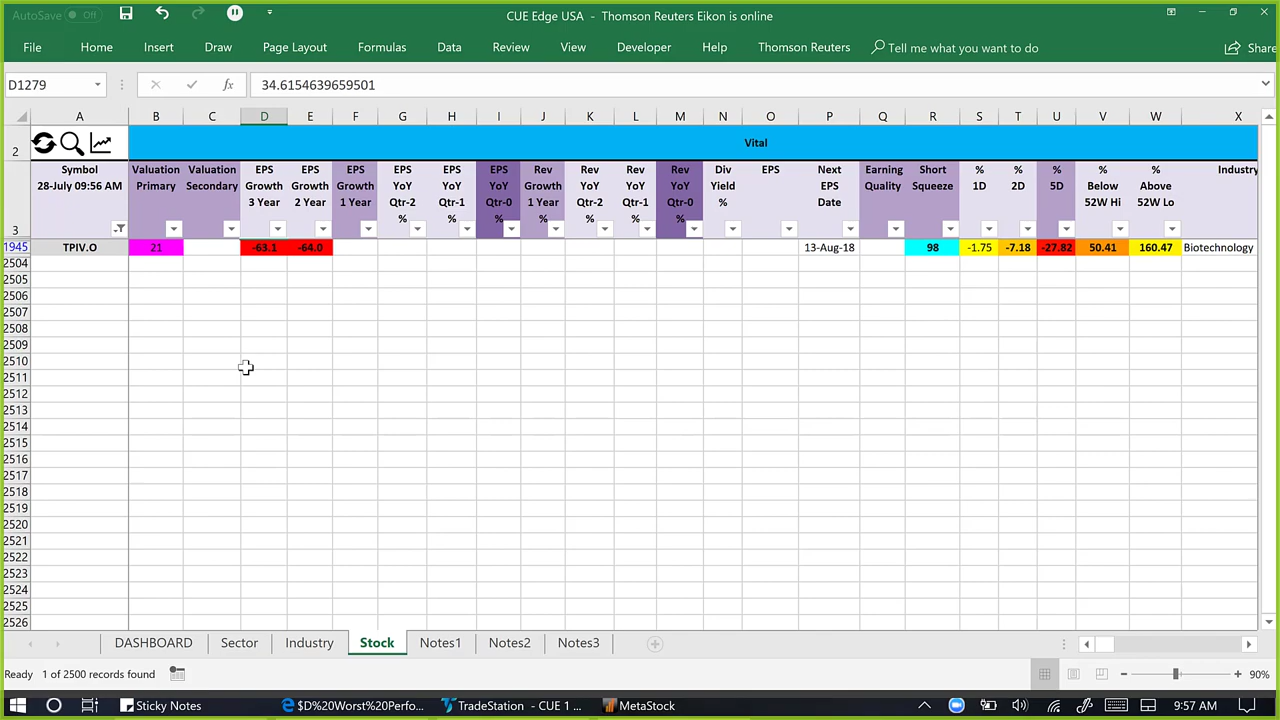 AutoSave Off
CUE Edge USA - Thomson Reuters Eikon is online
File Home Insert Draw Page Layout Formulas Data Review View Developer Help Thomson Reuters Tell me what you want to do Share
D1279 fx 34.6154639659501
A B C D E F G H I J K L M N O P Q R S T U V W X
2 Vital
Symbol Valuation Valuation EPS EPS EPS EPS EPS EPS Rev Rev Rev Rev Div EPS Next Earning Short % % % % % Industry
28-July 09:56 AM Primary Secondary Growth Growth Growth YoY YoY YoY Growth YoY YoY YoY Yield EPS Quality Squeeze 1D 2D 5D Below Above
3 Year 2 Year 1 Year Qtr-2 Qtr-1 Qtr-0 1 Year Qtr-2 Qtr-1 Qtr-0 % Date 52W Hi 52W Lo
3 % % % % % %
1945 TPIV.O 21 -63.1 -64.0 13-Aug-18 98 -1.75 -7.18 -27.82 50.41 160.47 Biotechnology
2504
2505
2506
2507
2508
2509
2510
2511
2512
2513
2514
2515
2516
2517
2518
2519
2520
2521
2522
2523
2524
2525
2526
DASHBOARD Sector Industry Stock Notes1 Notes2 Notes3
Ready 1 of 2500 records found 90%
Sticky Notes $D%20Worst%20Perfo... TradeStation - CUE 1 ... MetaStock 9:57 AM